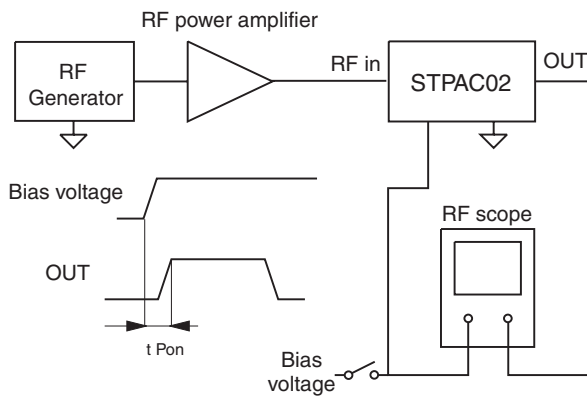 RF power amplifier
RF
Generator
RF in
STPAC02
OUT
Bias voltage
OUT
t Pon
RF scope
Bias
voltage